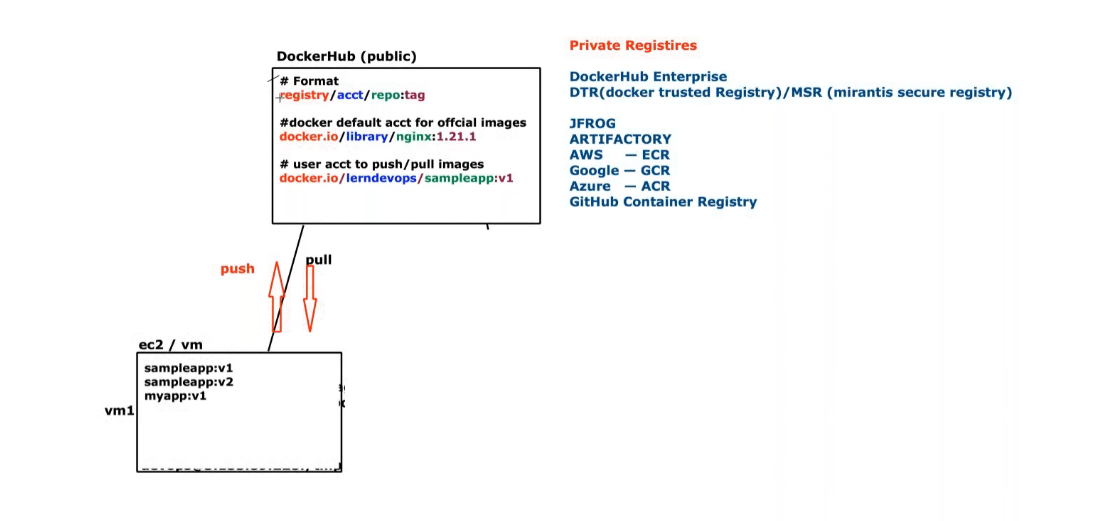 DockerHub (public)
# Format
registry/acct/repo:tag
#docker default acct for offcial images
docker.io/library/nginx:1.21.1
# user acct to push/pull images
docker.io/lerndevops/sampleapp:v1
Private Registires
DockerHub Enterprise
DTR(docker trusted Registry)/MSR (mirantis secure registry)
JFROG
ARTIFACTORY
AWS — ECR
Google — GCR
Azure — ACR
GitHub Container Registry
push
pull
ec2 / vm
sampleapp:v1
sampleapp:v2
myapp:v1
vm1